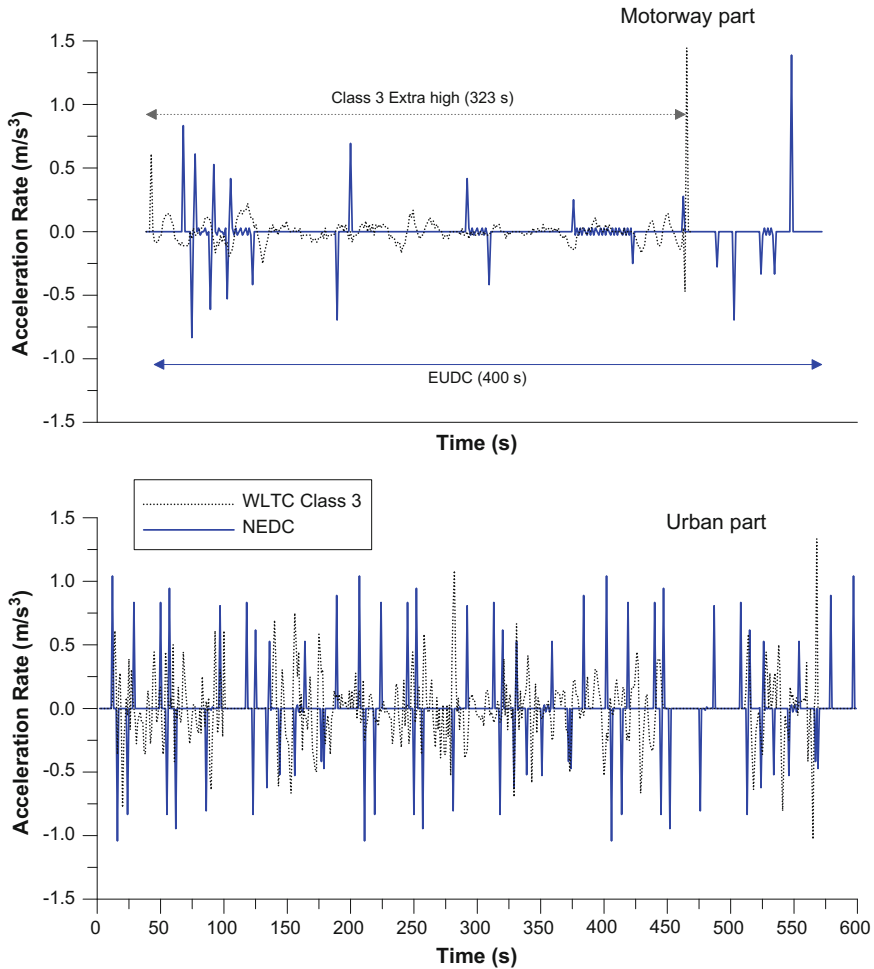 Motorway part
1.5
1.0
0.5
0.0
-0.5
-1.0
-1.5
Acceleration Rate (m/s³)
Class 3 Extra high (323 s)
EUDC (400 s)
Time (s)
WLTC Class 3
NEDC
Urban part
1.5
1.0
0.5
0.0
-0.5
-1.0
-1.5
Acceleration Rate (m/s³)
0 50 100 150 200 250 300 350 400 450 500 550 600
Time (s)